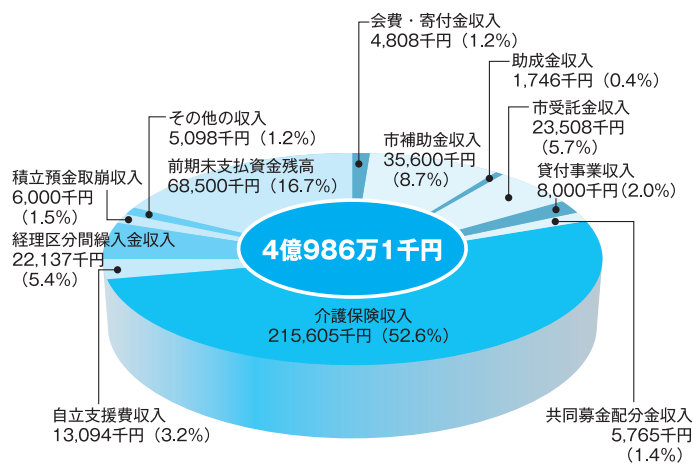 会費・寄付金収入
4,808千円（1.2%）
助成金収入
1,746千円（0.4%）
市受託金収入
23,508千円
（5.7%）
市補助金収入
35,600千円
（8.7%）
貸付事業収入
8,000千円（2.0%）
その他の収入
5,098千円（1.2%）
前期未支払資金残高
68,500千円（16.7%）
積立預金取崩収入
6,000千円
（1.5%）
経理区分間繰入金収入
22,137千円
（5.4%）
4億986万1千円
介護保険収入
215,605千円（52.6%）
自立支援費収入
13,094千円（3.2%）
共同募金配分金収入
5,765千円
（1.4%）